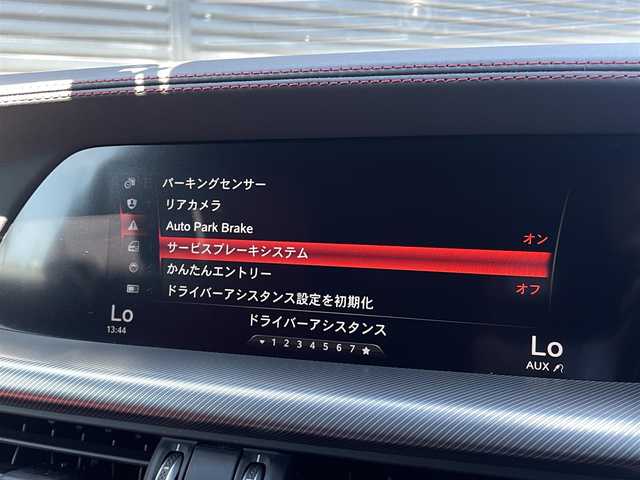 パーキングセンサー
リアカメラ
Auto Park Brake オン
サービスブレーキシステム
かんたんエントリー オフ
ドライバーアシスタンス設定を初期化
Lo ドライバーアシスタンス Lo
13:44 ♥ 1 2 3 4 5 6 7 ★ AUX